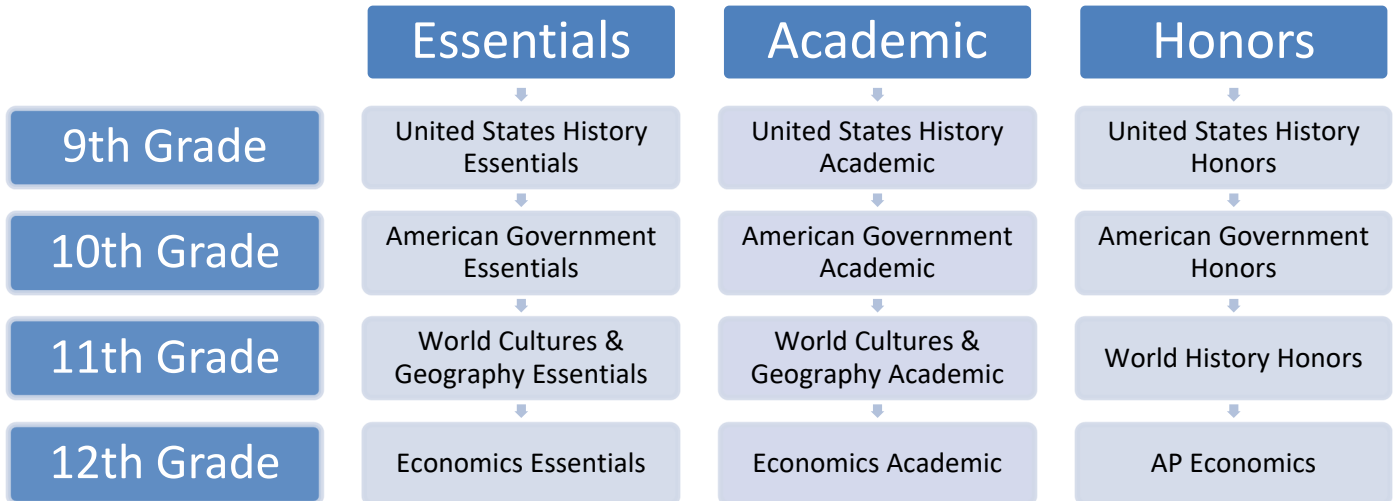 Essentials
Academic
Honors
9th Grade
United States History
Essentials
United States History
Academic
United States History
Honors
10th Grade
American Government
Essentials
American Government
Academic
American Government
Honors
11th Grade
World Cultures &
Geography Essentials
World Cultures &
Geography Academic
World History Honors
12th Grade
Economics Essentials
Economics Academic
AP Economics